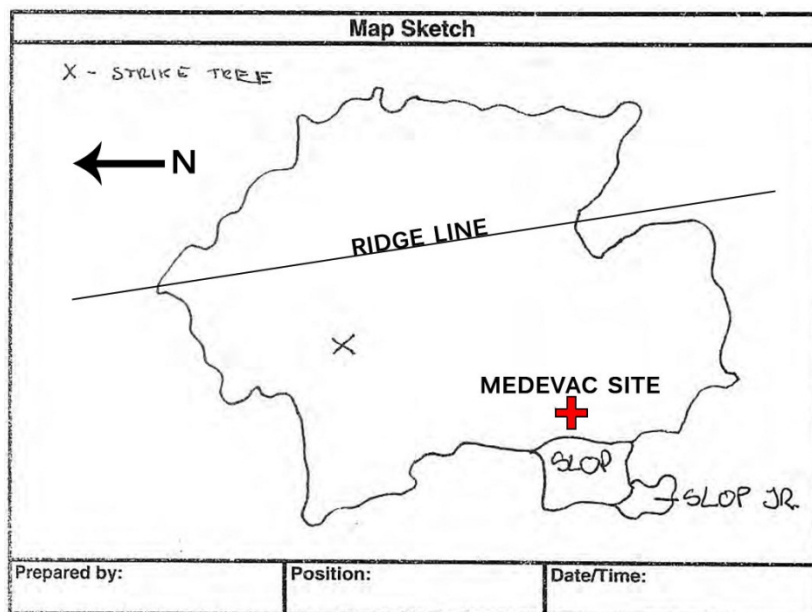 Map Sketch
X - STRIKE TREE
N
RIDGE LINE
MEDEVAC SITE
SLOP
SLOP JR.
Prepared by:
Position:
Date/Time: